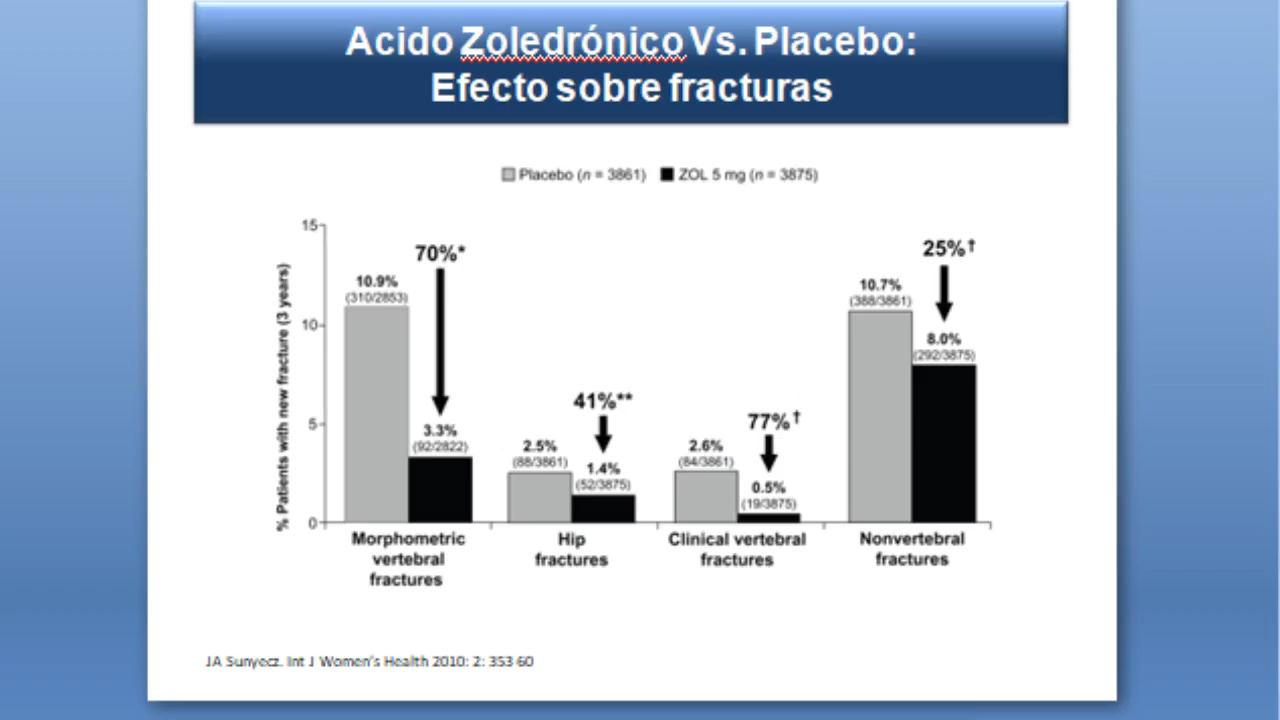 Acido Zoledrónico Vs. Placebo:
Efecto sobre fracturas
Placebo (n = 3861) ZOL 5 mg (n = 3875)
% Patients with new fracture (3 years)
15
10
5
0
70%*
10.9%
(310/2853)
3.3%
(92/2822)
41%**
2.5%
(88/3861)
1.4%
(52/3875)
77%†
2.6%
(84/3861)
0.5%
(19/3875)
25%†
10.7%
(388/3861)
8.0%
(292/3875)
Morphometric
vertebral
fractures
Hip
fractures
Clinical vertebral
fractures
Nonvertebral
fractures
JA Sunyecz. Int J Women's Health 2010: 2: 353-60